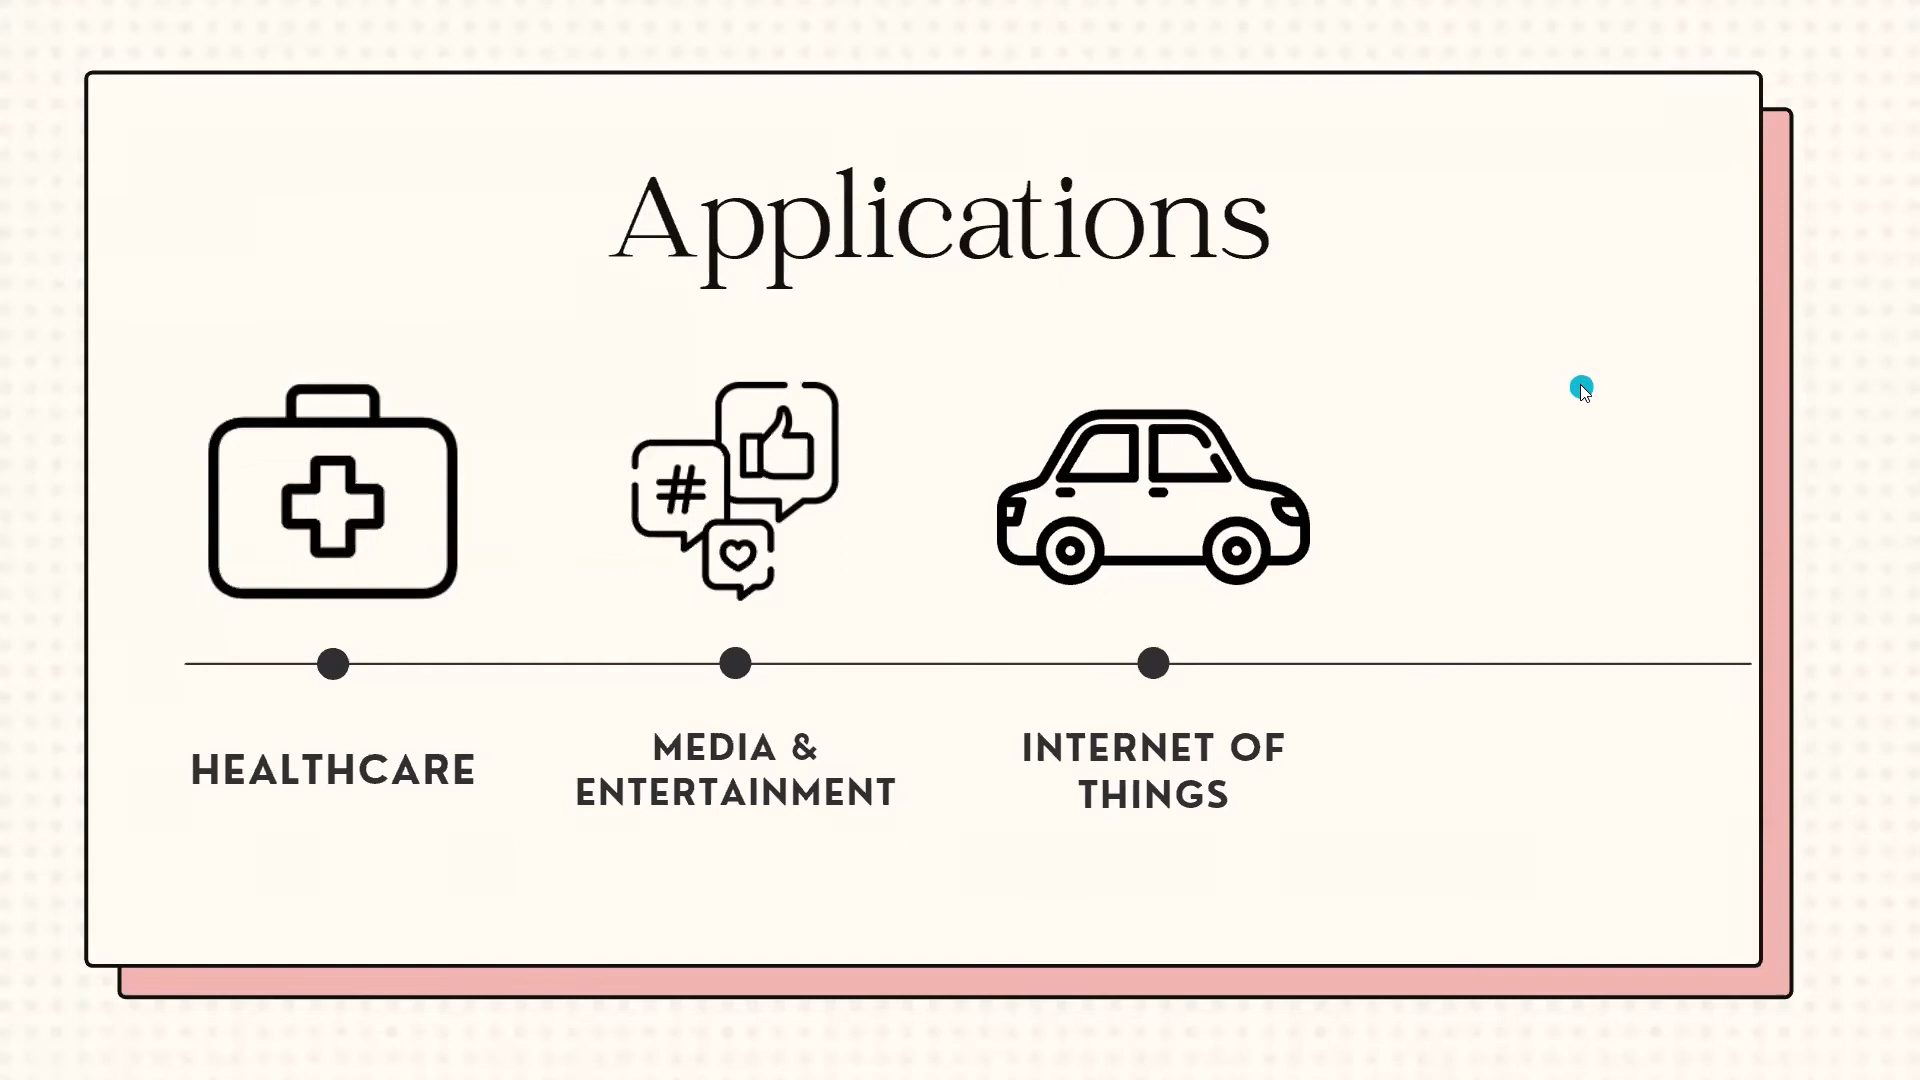 Applications
#
HEALTHCARE
MEDIA &
ENTERTAINMENT
INTERNET OF
THINGS